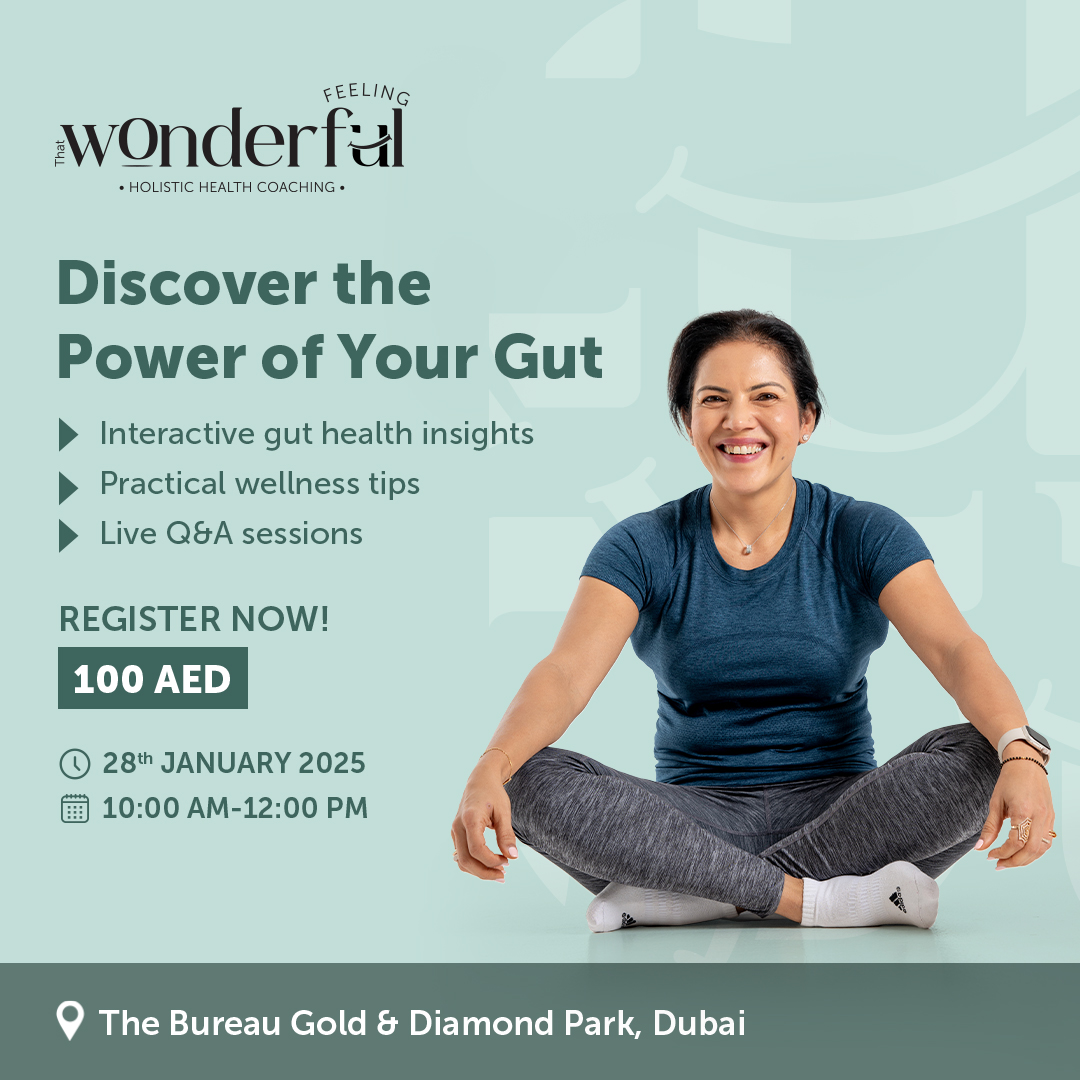 FEELING
That wonderful
• HOLISTIC HEALTH COACHING •
Discover the
Power of Your Gut
Interactive gut health insights
Practical wellness tips
Live Q&A sessions
REGISTER NOW!
100 AED
28th JANUARY 2025
10:00 AM-12:00 PM
adidas
The Bureau Gold & Diamond Park, Dubai